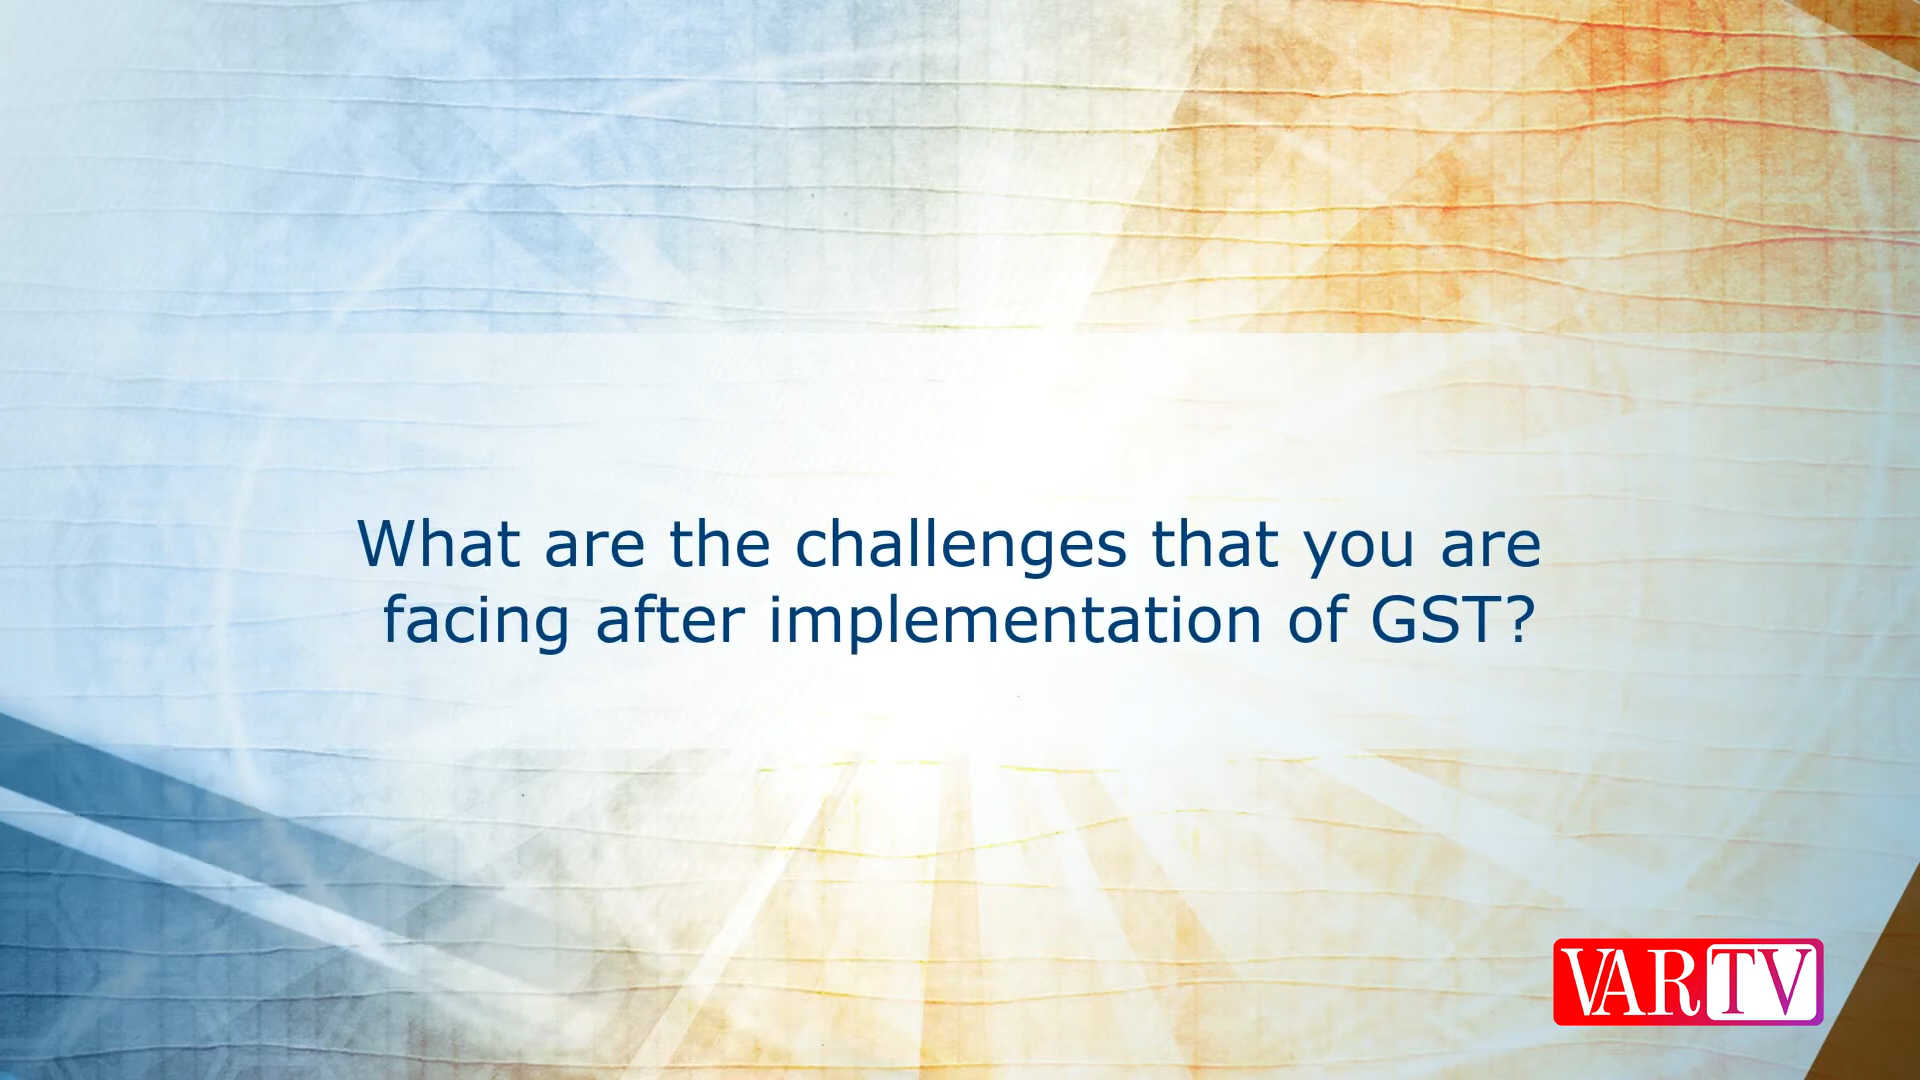 What are the challenges that you are
facing after implementation of GST?
VARTV